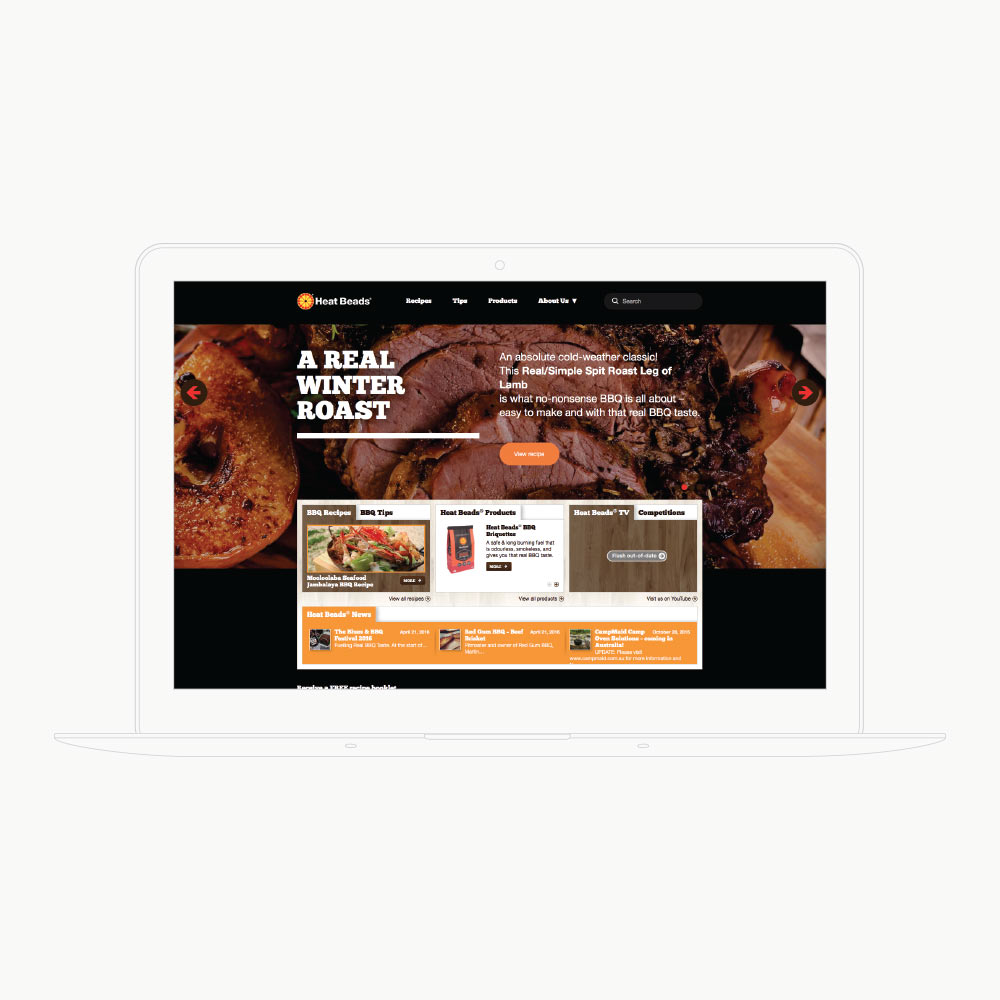 Heat Beads®
Recipes
Tips
Products
About Us ▼
Search
A REAL
WINTER
ROAST
An absolute cold-weather classic!
This Real/Simple Spit Roast Leg of
Lamb
is what no-nonsense BBQ is all about –
easy to make and with that real BBQ taste.
View recipe
BBQ Recipes
BBQ Tips
Mooloolaba Seafood
Jambalaya BBQ Recipe
MORE
View all recipes
Heat Beads® Products
Heat Beads® BBQ
Briquettes
A safe & long burning fuel that
is odourless, smokeless, and
gives you that real BBQ taste.
MORE
View all products
Heat Beads® TV
Competitions
Flash out-of-date
Visit us on YouTube
Heat Beads® News
The Blues & BBQ
Festival 2016
April 21, 2016
Fuelling Real BBQ Taste. At the start of...
Red Gum BBQ – Beef
Brisket
April 21, 2016
Pitmaster and owner of Red Gum BBQ,
Martin...
CampMaid Camp
Oven Solutions – coming in
Australia!
October 28, 2015
UPDATE: Please visit
www.campmaid.com.au for more information and
Receive a FREE recipe booklet